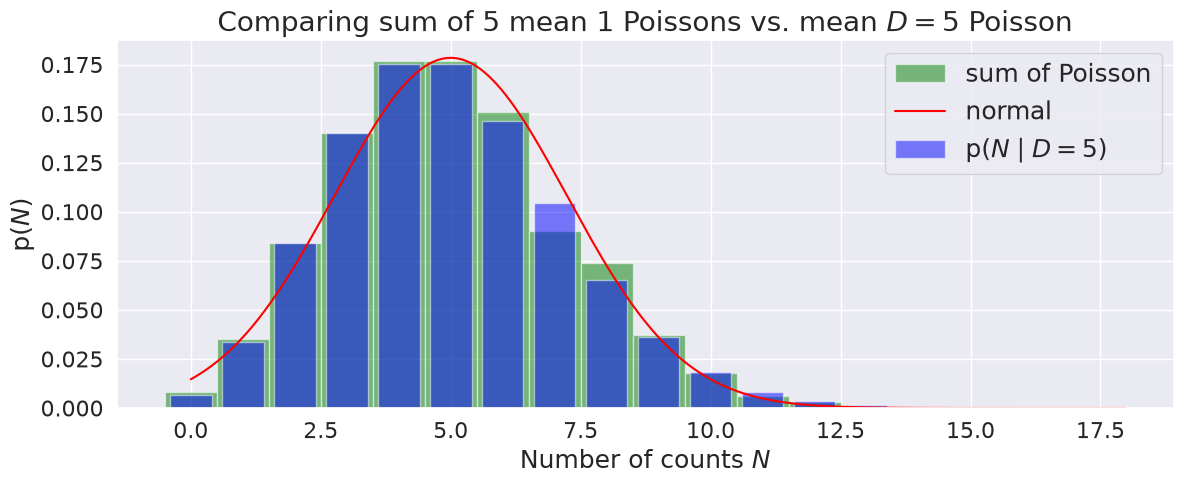 Comparing sum of 5 mean 1 Poissons vs. mean D = 5 Poisson
sum of Poisson
normal
p(N | D = 5)
p(N)
0.175
0.150
0.125
0.100
0.075
0.050
0.025
0.000
0.0 2.5 5.0 7.5 10.0 12.5 15.0 17.5
Number of counts N